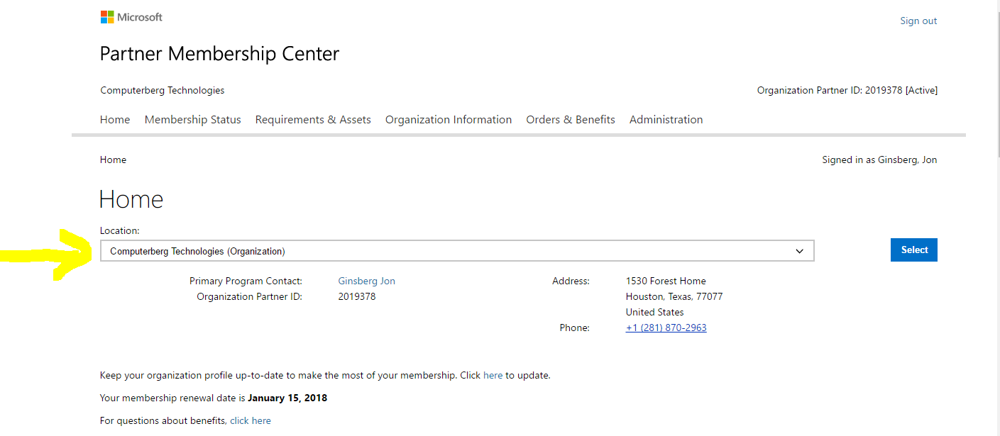 Microsoft
Sign out
Partner Membership Center
Computerberg Technologies
Organization Partner ID: 2019378 [Active]
Home Membership Status Requirements & Assets Organization Information Orders & Benefits Administration
Home
Signed in as Ginsberg, Jon
Home
Location:
Computerberg Technologies (Organization)
Select
Primary Program Contact: Ginsberg Jon
Organization Partner ID: 2019378
Address: 1530 Forest Home
Houston, Texas, 77077
United States
Phone: +1 (281) 870-2963
Keep your organization profile up-to-date to make the most of your membership. Click here to update.
Your membership renewal date is January 15, 2018
For questions about benefits, click here